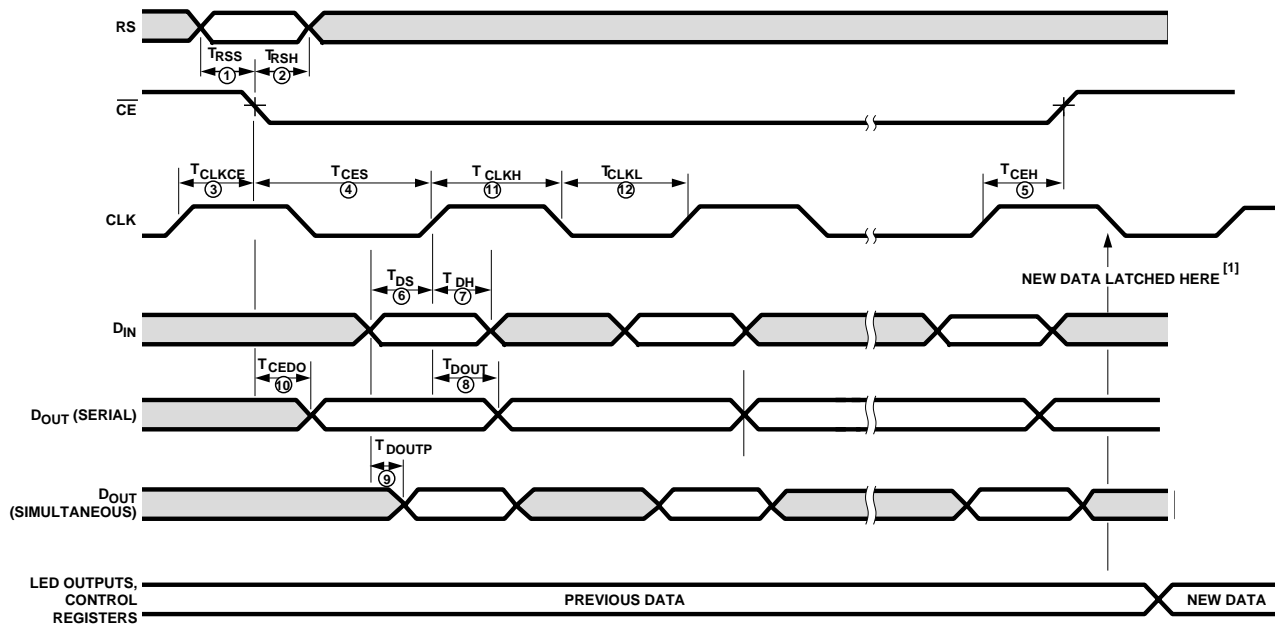 RS
TRSS
TRSH
1
2
CE
TCLKCE
TCES
TCLKH
TCLKL
TCEH
3
4
11
12
5
CLK
NEW DATA LATCHED HERE [1]
TDS
TDH
6
7
DIN
TCEDO
TDOUT
10
8
DOUT (SERIAL)
TDOUTP
9
DOUT
(SIMULTANEOUS)
LED OUTPUTS,
CONTROL
REGISTERS
PREVIOUS DATA
NEW DATA